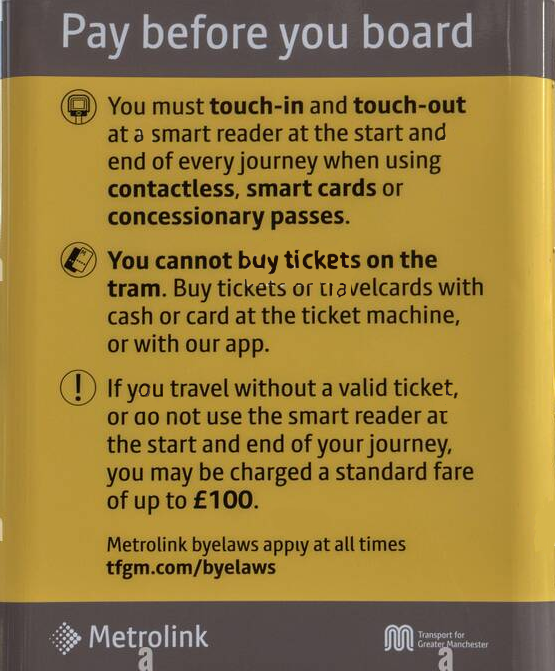 Pay before you board
You must touch-in and touch-out
at a smart reader at the start and
end of every journey when using
contactless, smart cards or
concessionary passes.
You cannot buy tickets on the
tram. Buy tickets or travelcards with
cash or card at the ticket machine,
or with our app.
If you travel without a valid ticket,
or do not use the smart reader at
the start and end of your journey,
you may be charged a standard fare
of up to £100.
Metrolink byelaws apply at all times
tfgm.com/byelaws
Metrolink
Transport for
Greater Manchester
a
a